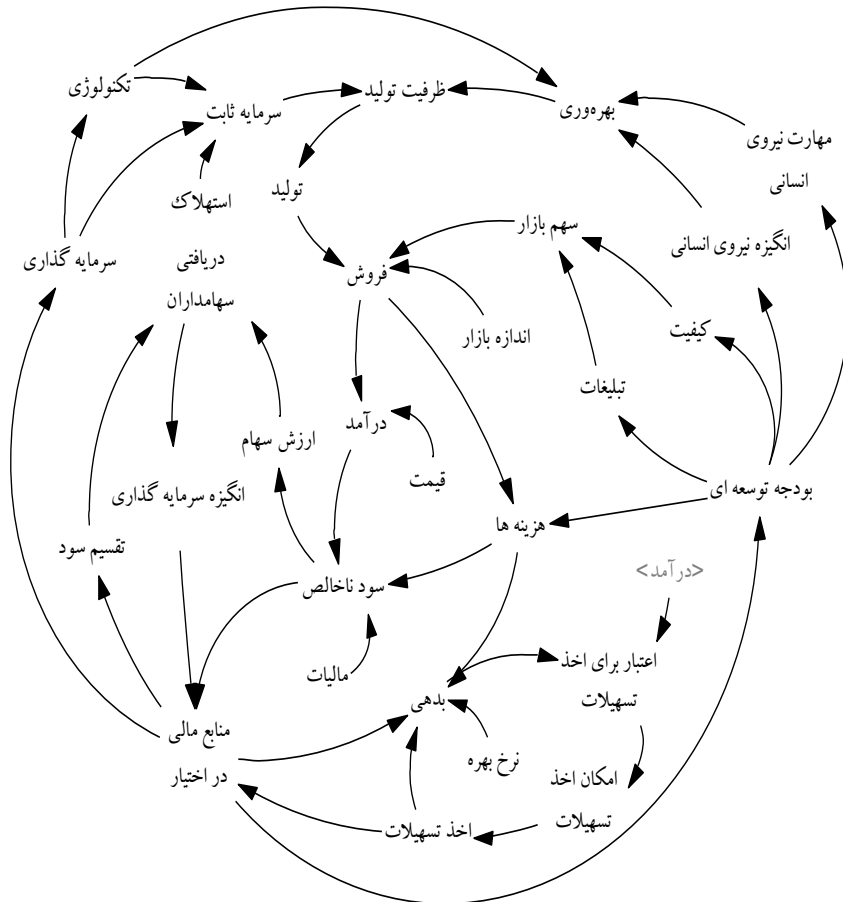 تکنولوژی
ظرفیت تولید
بهره‌وری
سرمایه ثابت
مهارت نیروی
انسانی
استهلاک
تولید
سهم بازار
انگیزه نیروی انسانی
سرمایه گذاری
دریافتی
سهامداران
فروش
اندازه بازار
کیفیت
تبلیغات
درآمد
ارزش سهام
قیمت
بودجه توسعه ای
انگیزه سرمایه گذاری
هزینه ها
تقسیم سود
سود ناخالص
<درآمد>
مالیات
اعتبار برای اخذ
تسهیلات
بدهی
منابع مالی
در اختیار
نرخ بهره
امکان اخذ
تسهیلات
اخذ تسهیلات